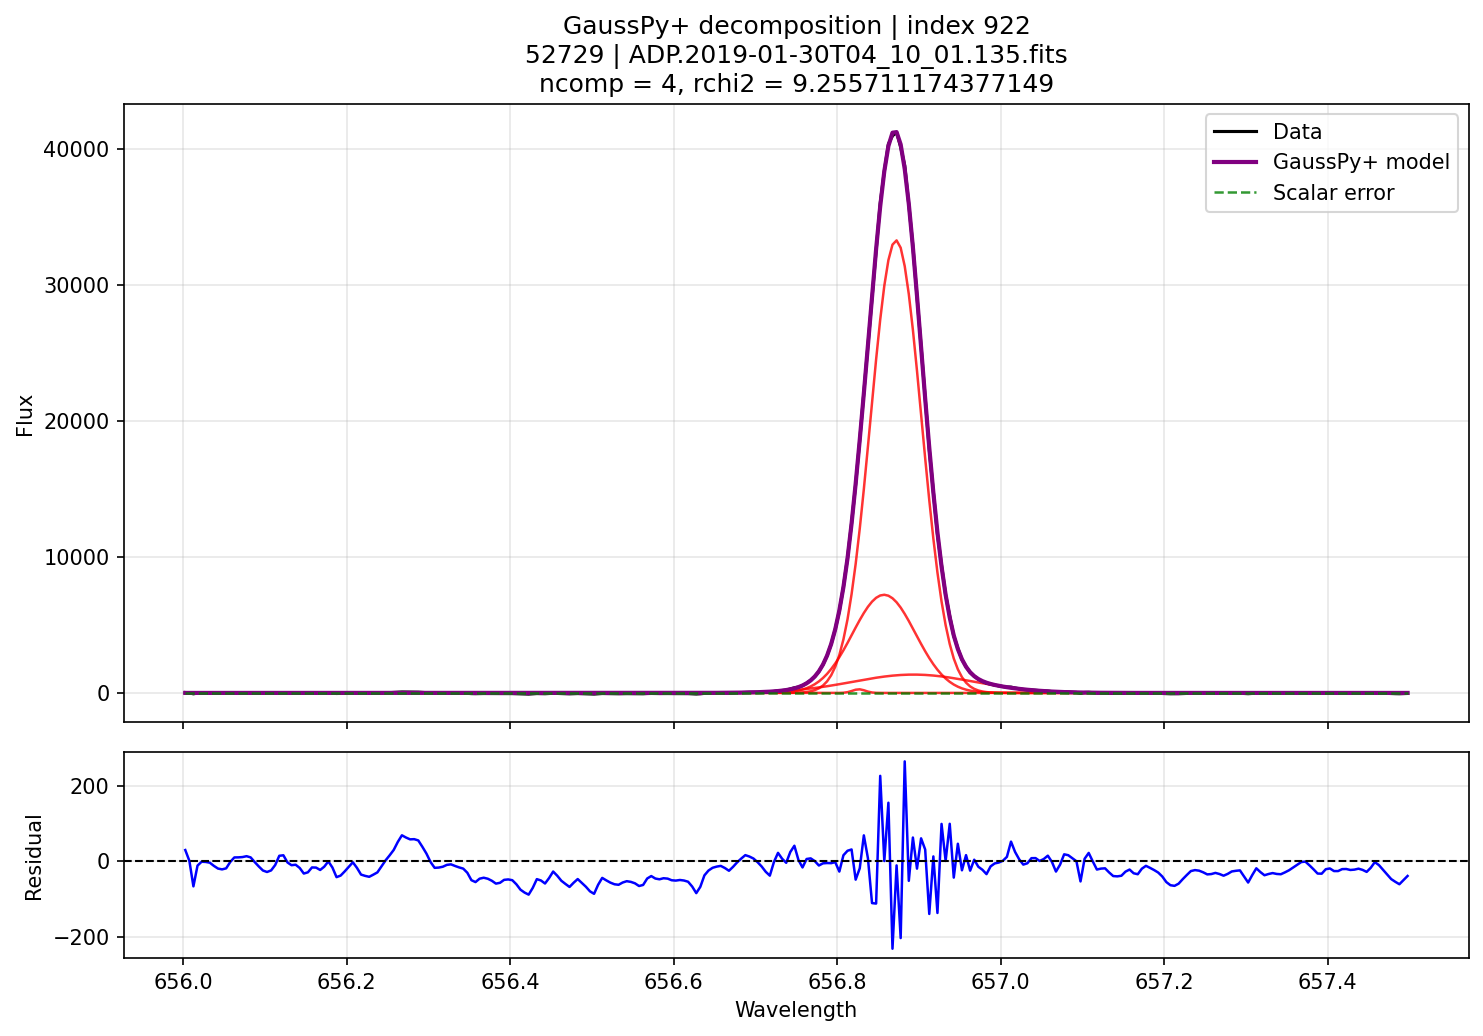 GaussPy+ decomposition | index 922
52729 | ADP.2019-01-30T04_10_01.135.fits
ncomp = 4, rchi2 = 9.255711174377149
Data
GaussPy+ model
Scalar error
Flux
40000
30000
20000
10000
0
Residual
200
0
−200
656.0
656.2
656.4
656.6
656.8
657.0
657.2
657.4
Wavelength